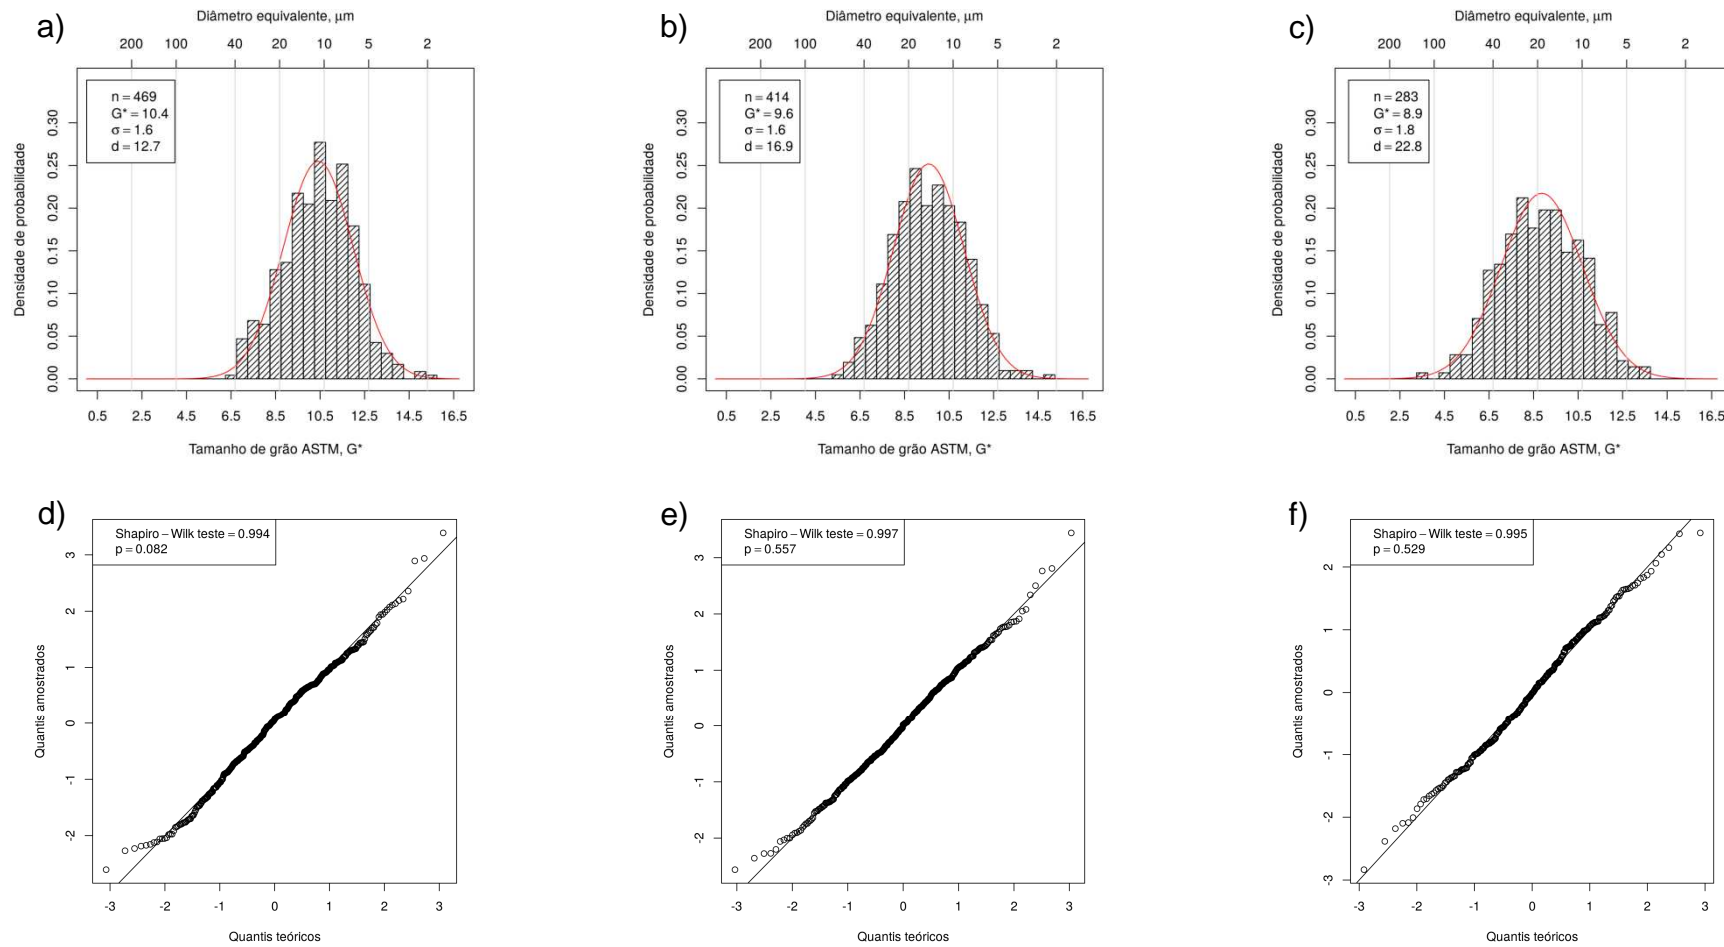 a)
Diâmetro equivalente, μm
200 100 40 20 10 5 2
n = 469
G* = 10.4
σ = 1.6
d = 12.7
Densidade de probabilidade
0.00 0.05 0.10 0.15 0.20 0.25 0.30
0.5 2.5 4.5 6.5 8.5 10.5 12.5 14.5 16.5
Tamanho de grão ASTM, G*
b)
Diâmetro equivalente, μm
200 100 40 20 10 5 2
n = 414
G* = 9.6
σ = 1.6
d = 16.9
Densidade de probabilidade
0.00 0.05 0.10 0.15 0.20 0.25 0.30
0.5 2.5 4.5 6.5 8.5 10.5 12.5 14.5 16.5
Tamanho de grão ASTM, G*
c)
Diâmetro equivalente, μm
200 100 40 20 10 5 2
n = 283
G* = 8.9
σ = 1.8
d = 22.8
Densidade de probabilidade
0.00 0.05 0.10 0.15 0.20 0.25 0.30
0.5 2.5 4.5 6.5 8.5 10.5 12.5 14.5 16.5
Tamanho de grão ASTM, G*
d)
Shapiro – Wilk teste = 0.994
p = 0.082
Quantis amostrados
-2 -1 0 1 2 3
-3 -2 -1 0 1 2 3
Quantis teóricos
e)
Shapiro – Wilk teste = 0.997
p = 0.557
Quantis amostrados
-2 -1 0 1 2 3
-3 -2 -1 0 1 2 3
Quantis teóricos
f)
Shapiro – Wilk teste = 0.995
p = 0.529
Quantis amostrados
-3 -2 -1 0 1 2
-3 -2 -1 0 1 2 3
Quantis teóricos